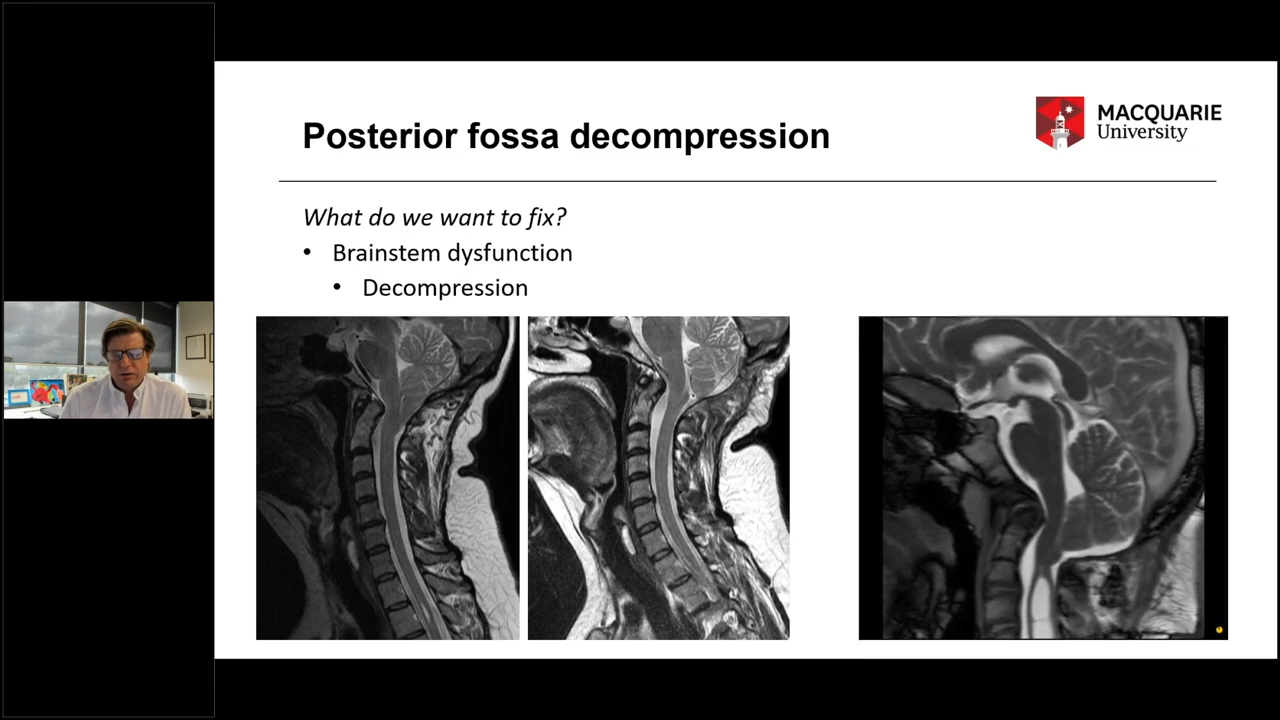 Posterior fossa decompression
MACQUARIE
University
What do we want to fix?
• Brainstem dysfunction
• Decompression